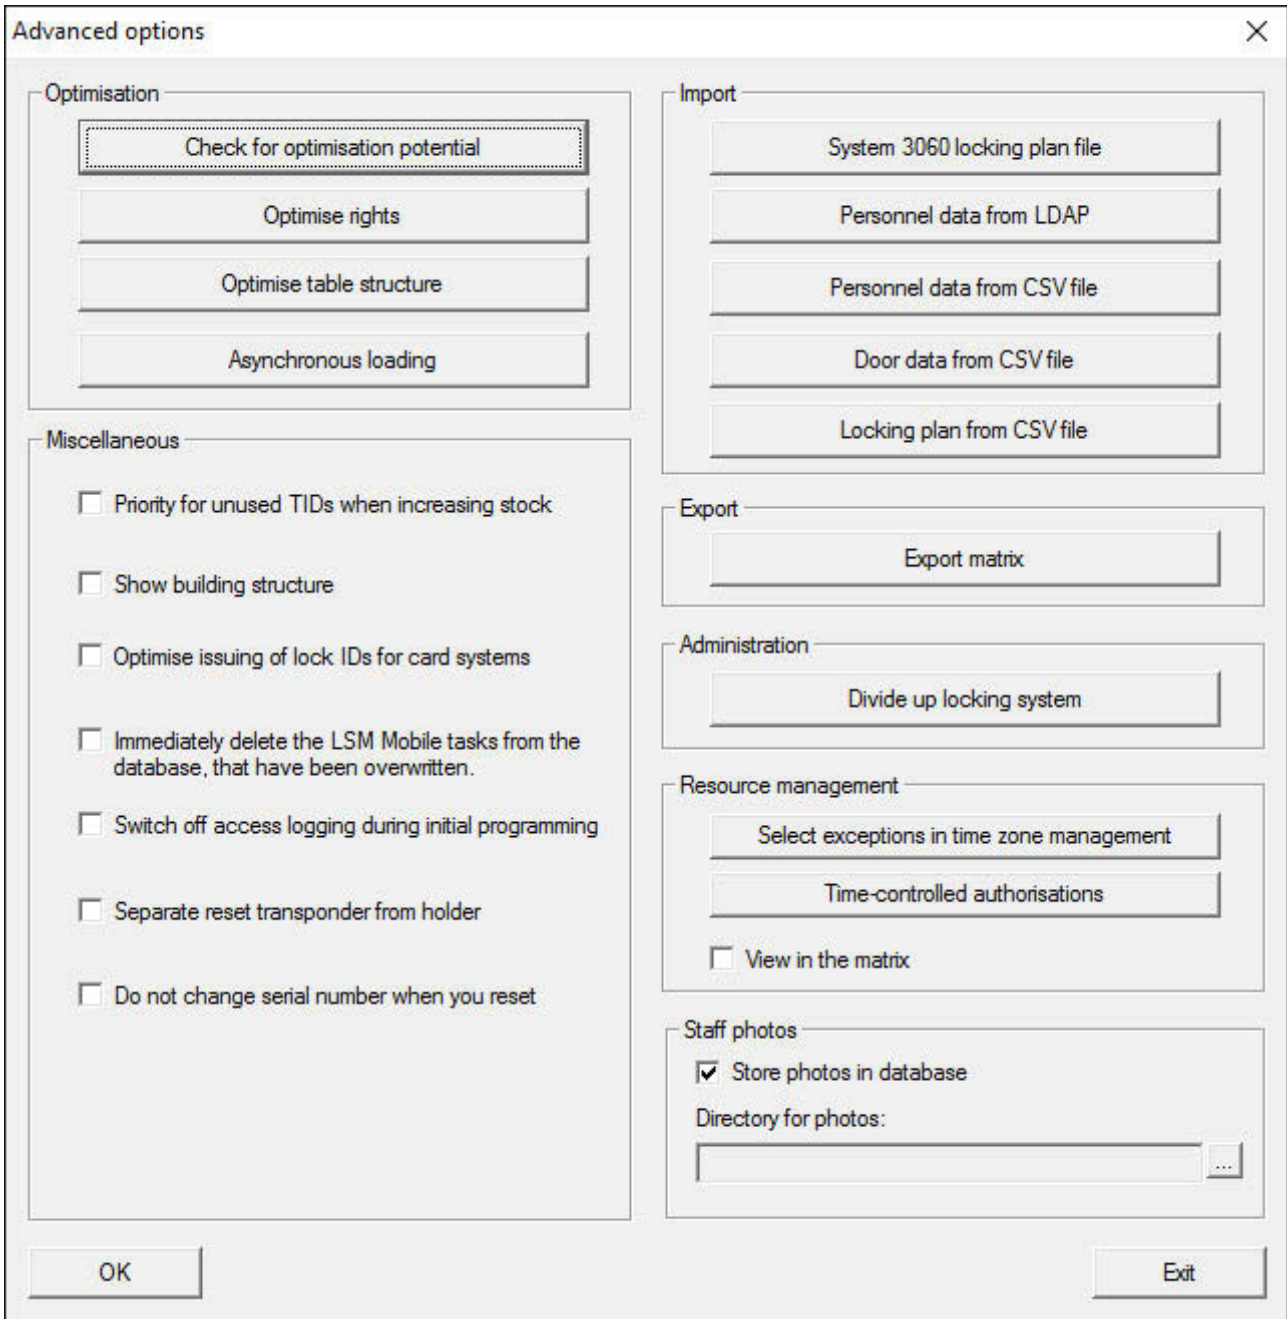 Advanced options
Optimisation
Check for optimisation potential
Optimise rights
Optimise table structure
Asynchronous loading
Miscellaneous
Priority for unused TIDs when increasing stock
Show building structure
Optimise issuing of lock IDs for card systems
Immediately delete the LSM Mobile tasks from the
database, that have been overwritten.
Switch off access logging during initial programming
Separate reset transponder from holder
Do not change serial number when you reset
Import
System 3060 locking plan file
Personnel data from LDAP
Personnel data from CSV file
Door data from CSV file
Locking plan from CSV file
Export
Export matrix
Administration
Divide up locking system
Resource management
Select exceptions in time zone management
Time-controlled authorisations
View in the matrix
Staff photos
Store photos in database
Directory for photos:
...
OK
Exit